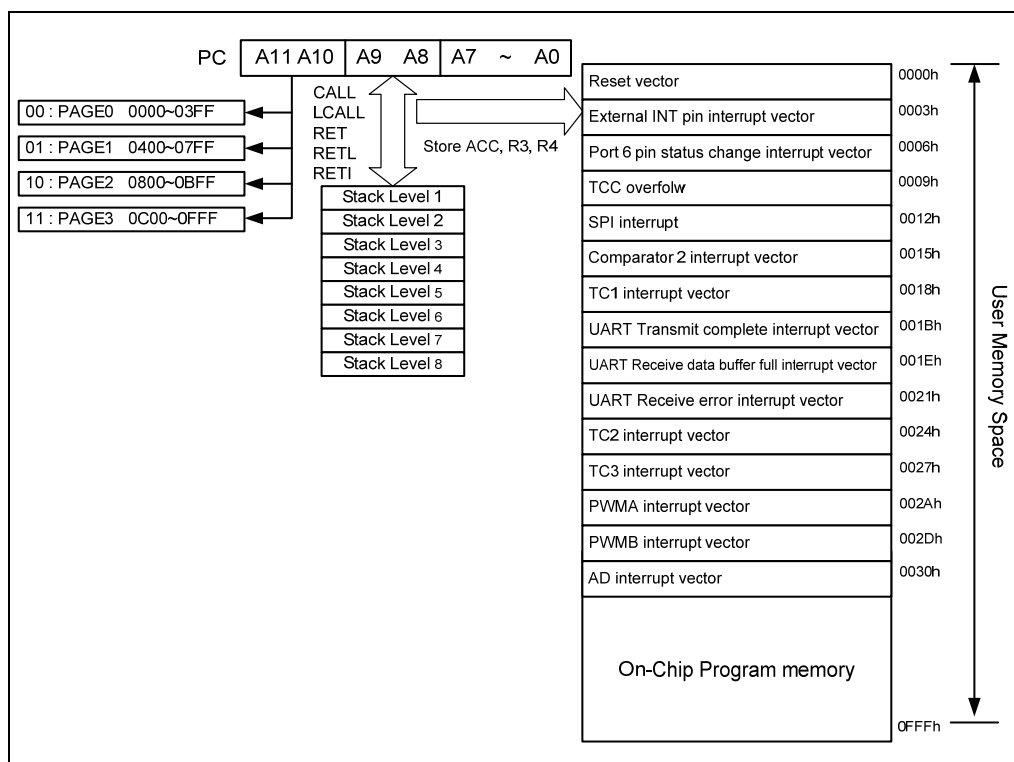 PC A11 A10 A9 A8 A7 ~ A0
00 : PAGE0 0000~03FF
01 : PAGE1 0400~07FF
10 : PAGE2 0800~0BFF
11 : PAGE3 0C00~0FFF
CALL
LCALL
RET
RETL
RETI
Store ACC, R3, R4
Stack Level 1
Stack Level 2
Stack Level 3
Stack Level 4
Stack Level 5
Stack Level 6
Stack Level 7
Stack Level 8
Reset vector 0000h
External INT pin interrupt vector 0003h
Port 6 pin status change interrupt vector 0006h
TCC overfolw 0009h
SPI interrupt 0012h
Comparator 2 interrupt vector 0015h
TC1 interrupt vector 0018h
UART Transmit complete interrupt vector 001Bh
UART Receive data buffer full interrupt vector 001Eh
UART Receive error interrupt vector 0021h
TC2 interrupt vector 0024h
TC3 interrupt vector 0027h
PWMA interrupt vector 002Ah
PWMB interrupt vector 002Dh
AD interrupt vector 0030h
On-Chip Program memory
0FFFh
User Memory Space